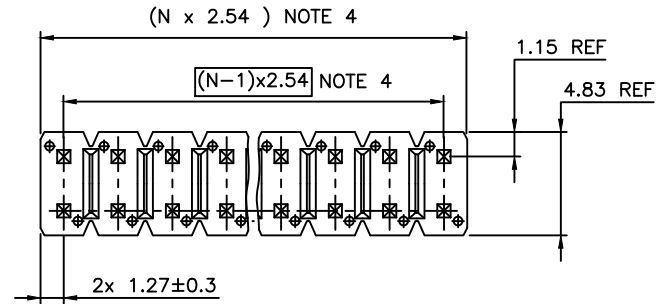 (N x 2.54 ) NOTE 4
1.15 REF
(N-1)x2.54 NOTE 4
4.83 REF
2x 1.27±0.3